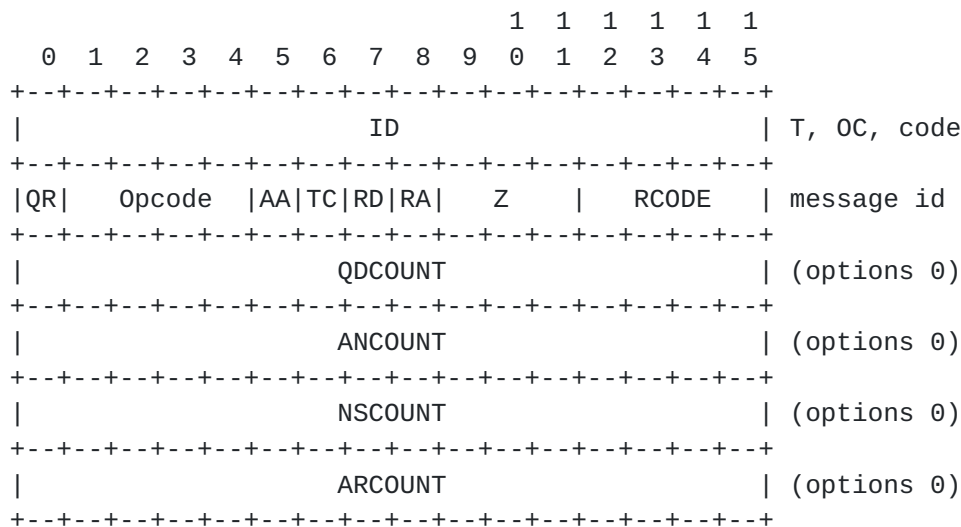 1 1 1 1 1 1
0 1 2 3 4 5 6 7 8 9 0 1 2 3 4 5
+--+--+--+--+--+--+--+--+--+--+--+--+--+--+--+--+
| ID | T, OC, code
+--+--+--+--+--+--+--+--+--+--+--+--+--+--+--+--+
|QR| Opcode |AA|TC|RD|RA| Z | RCODE | message id
+--+--+--+--+--+--+--+--+--+--+--+--+--+--+--+--+
| QDCOUNT | (options 0)
+--+--+--+--+--+--+--+--+--+--+--+--+--+--+--+--+
| ANCOUNT | (options 0)
+--+--+--+--+--+--+--+--+--+--+--+--+--+--+--+--+
| NSCOUNT | (options 0)
+--+--+--+--+--+--+--+--+--+--+--+--+--+--+--+--+
| ARCOUNT | (options 0)
+--+--+--+--+--+--+--+--+--+--+--+--+--+--+--+--+